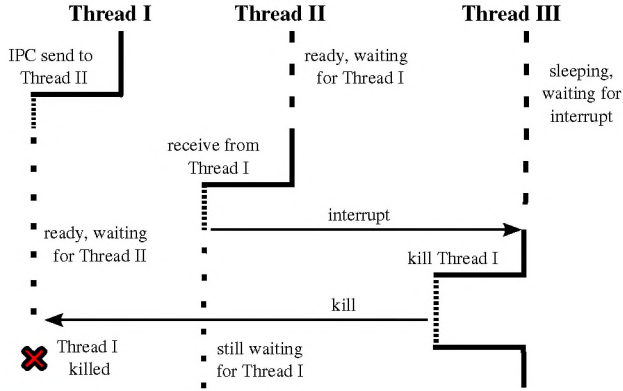 Thread I
Thread II
Thread III
IPC send to
Thread II
ready, waiting
for Thread I
sleeping,
waiting for
interrupt
receive from
Thread I
interrupt
ready, waiting
for Thread II
kill Thread I
kill
Thread I
killed
still waiting
for Thread I